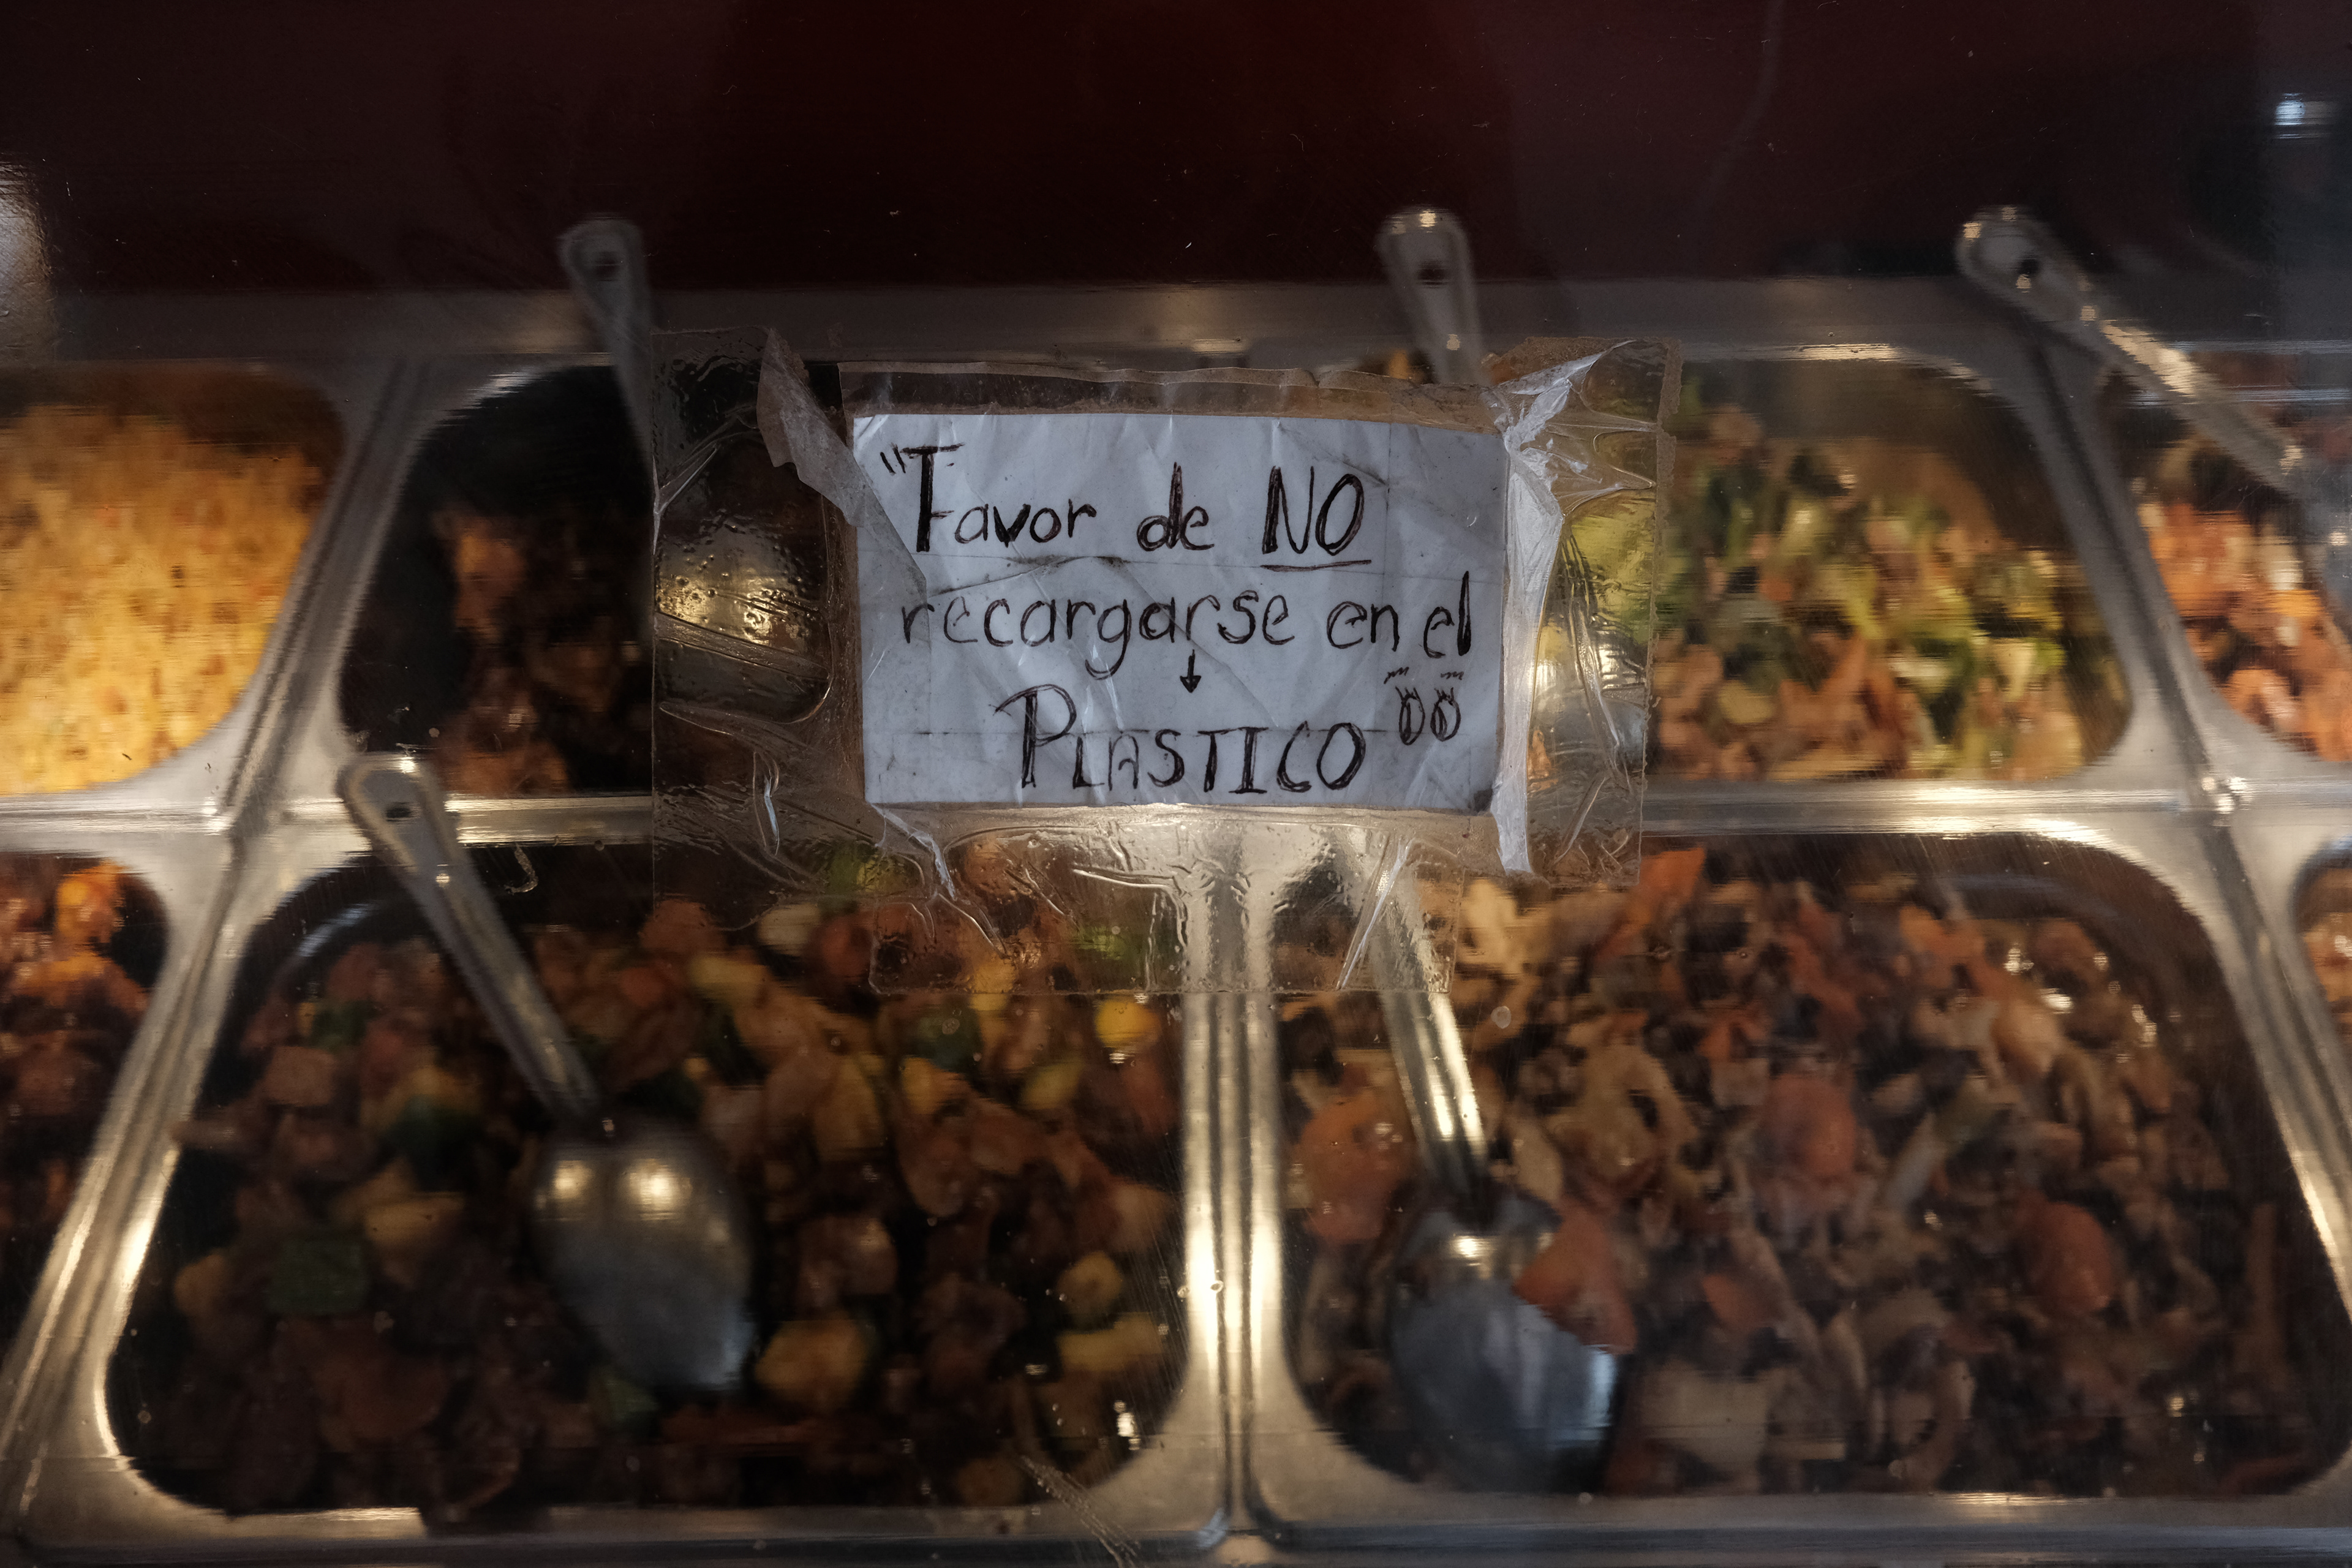 "Favor de NO
recargarse en el
PLASTICO